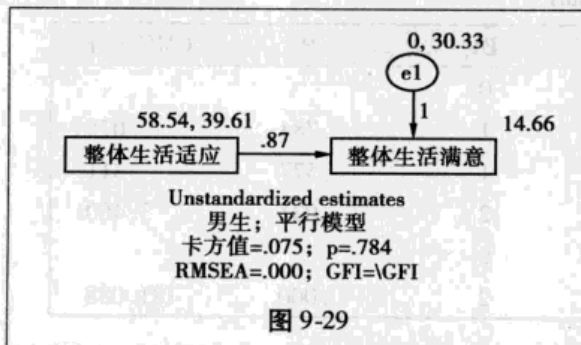 0, 30.33
e1
58.54, 39.61
.87
1
14.66
整体生活适应
整体生活满意
Unstandardized estimates
男生；平行模型
卡方值=.075；p=.784
RMSEA=.000；GFI=\GFI
图 9-29